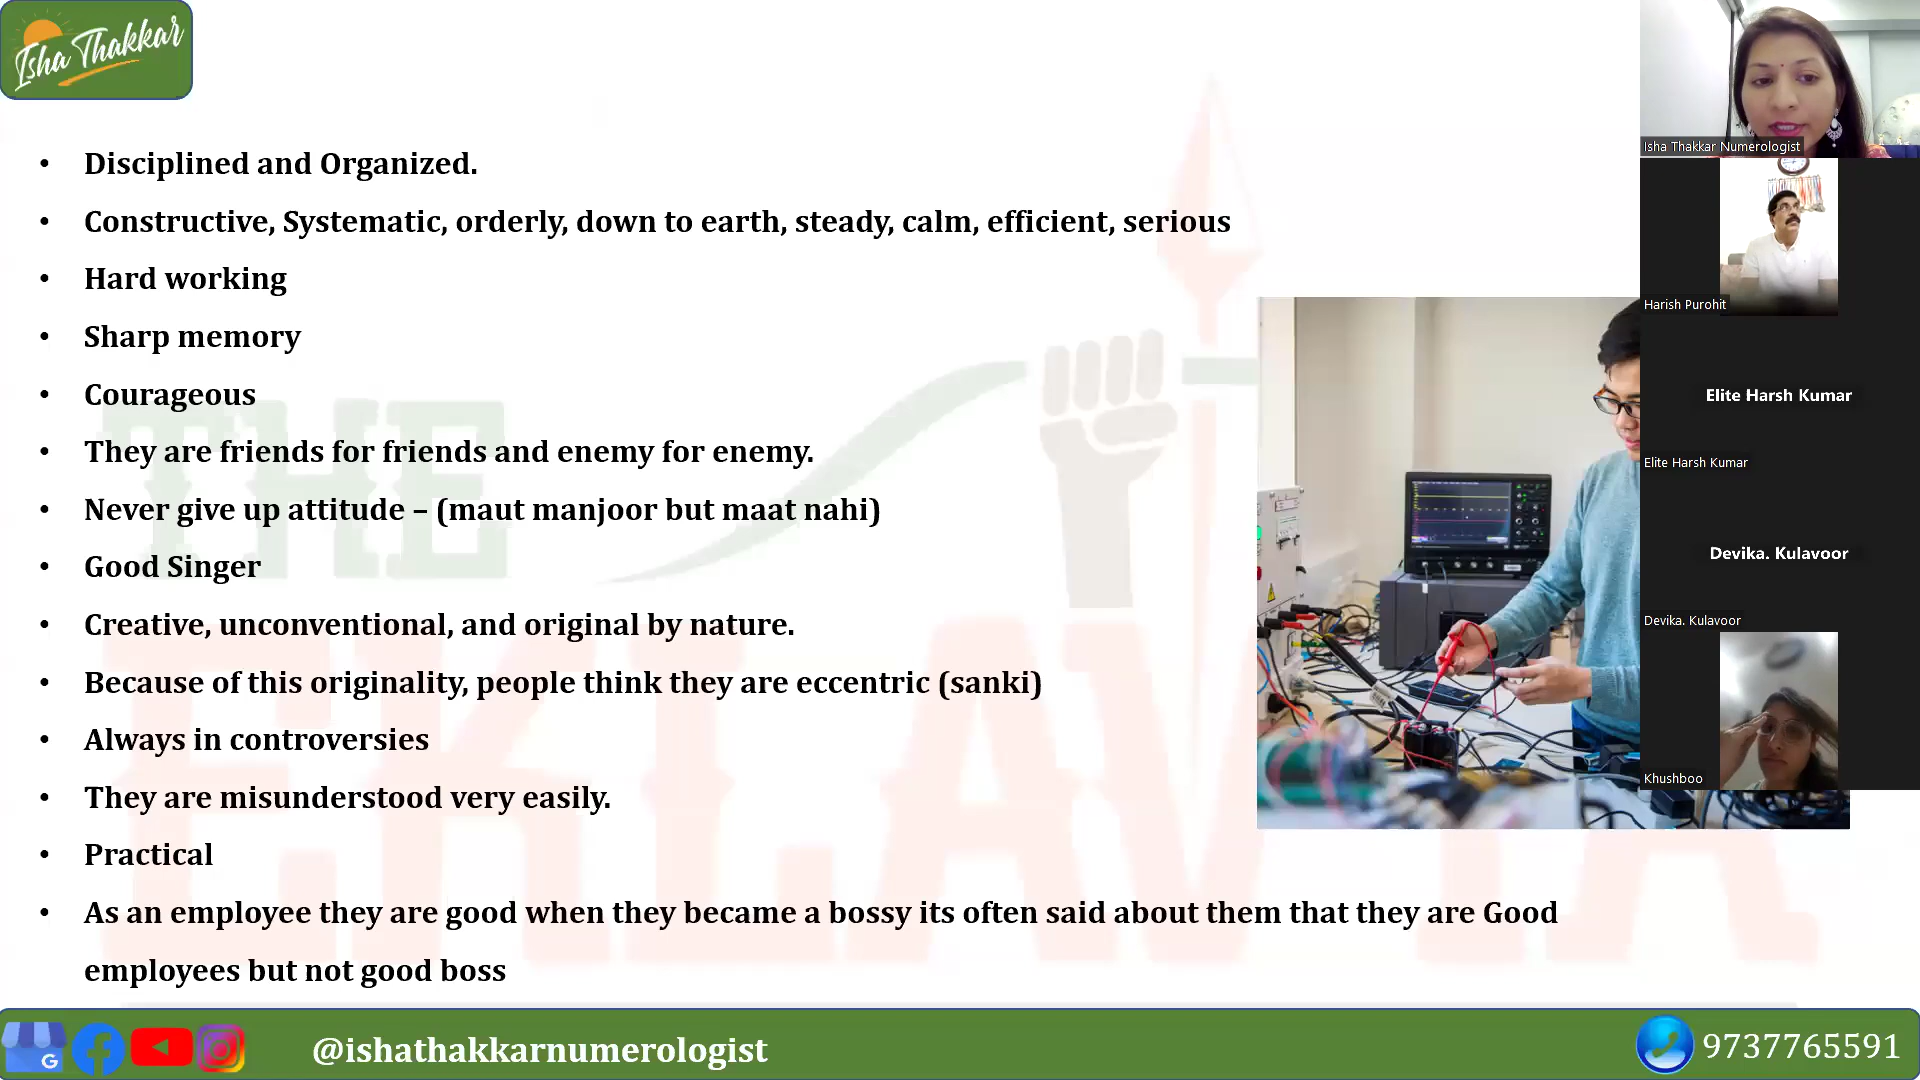 Isha Thakkar
• Disciplined and Organized.
• Constructive, Systematic, orderly, down to earth, steady, calm, efficient, serious
• Hard working
• Sharp memory
• Courageous
• They are friends for friends and enemy for enemy.
• Never give up attitude – (maut manjoor but maat nahi)
• Good Singer
• Creative, unconventional, and original by nature.
• Because of this originality, people think they are eccentric (sanki)
• Always in controversies
• They are misunderstood very easily.
• Practical
• As an employee they are good when they became a bossy its often said about them that they are Good
employees but not good boss
THE
EKLAVYA
Isha Thakkar Numerologist
Harish Purohit
Elite Harsh Kumar
Elite Harsh Kumar
Devika. Kulavoor
Devika. Kulavoor
Khushboo
G
@ishathakkarnumerologist
9737765591